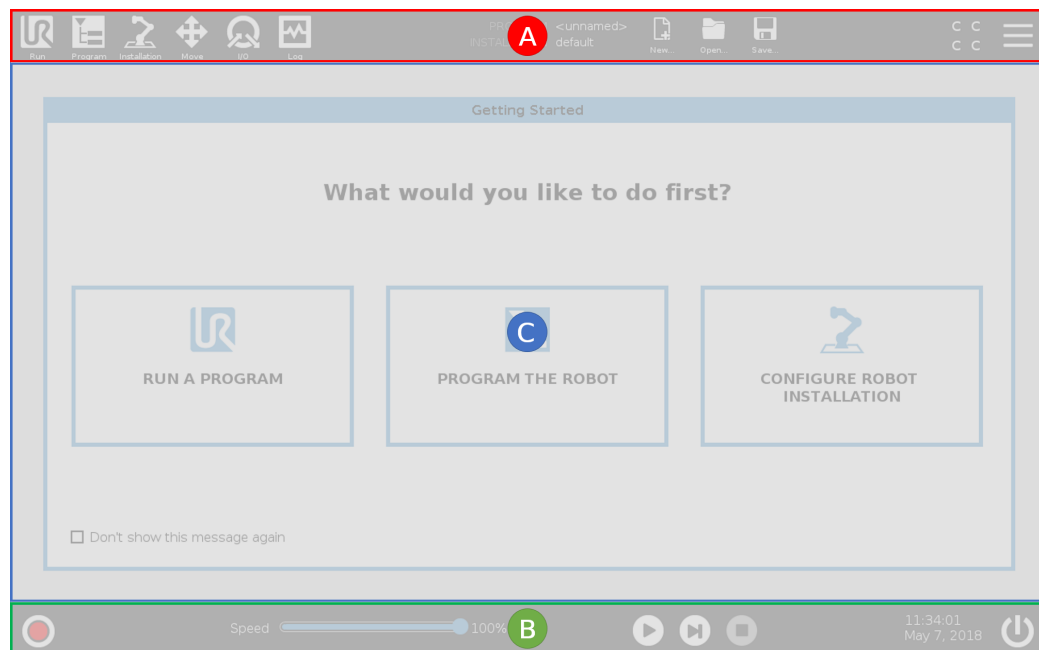 <unnamed>
default
A
C C
C C
Run Program Installation Move I/O Log
New... Open... Save...
Getting Started
What would you like to do first?
C
RUN A PROGRAM
PROGRAM THE ROBOT
CONFIGURE ROBOT
INSTALLATION
Don't show this message again
Speed 100% B
11:34:01
May 7, 2018